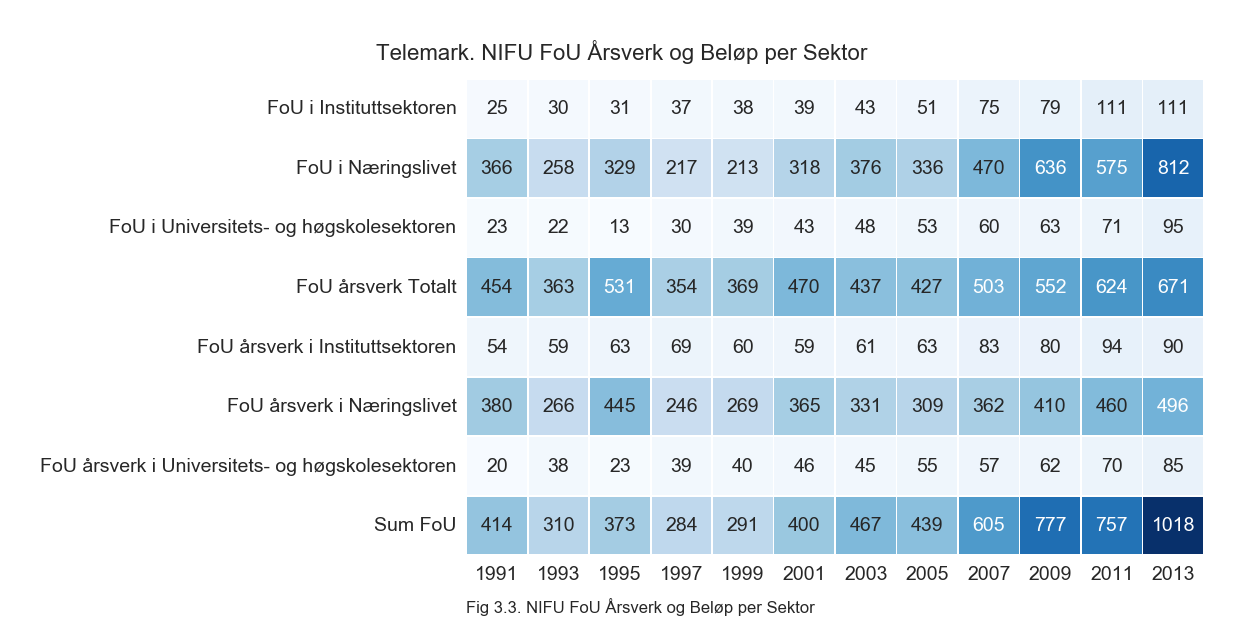 Telemark. NIFU FoU Årsverk og Beløp per Sektor
FoU i Instituttsektoren 25 30 31 37 38 39 43 51 75 79 111 111
FoU i Næringslivet 366 258 329 217 213 318 376 336 470 636 575 812
FoU i Universitets- og høgskolesektoren 23 22 13 30 39 43 48 53 60 63 71 95
FoU årsverk Totalt 454 363 531 354 369 470 437 427 503 552 624 671
FoU årsverk i Instituttsektoren 54 59 63 69 60 59 61 63 83 80 94 90
FoU årsverk i Næringslivet 380 266 445 246 269 365 331 309 362 410 460 496
FoU årsverk i Universitets- og høgskolesektoren 20 38 23 39 40 46 45 55 57 62 70 85
Sum FoU 414 310 373 284 291 400 467 439 605 777 757 1018
1991 1993 1995 1997 1999 2001 2003 2005 2007 2009 2011 2013
Fig 3.3. NIFU FoU Årsverk og Beløp per Sektor